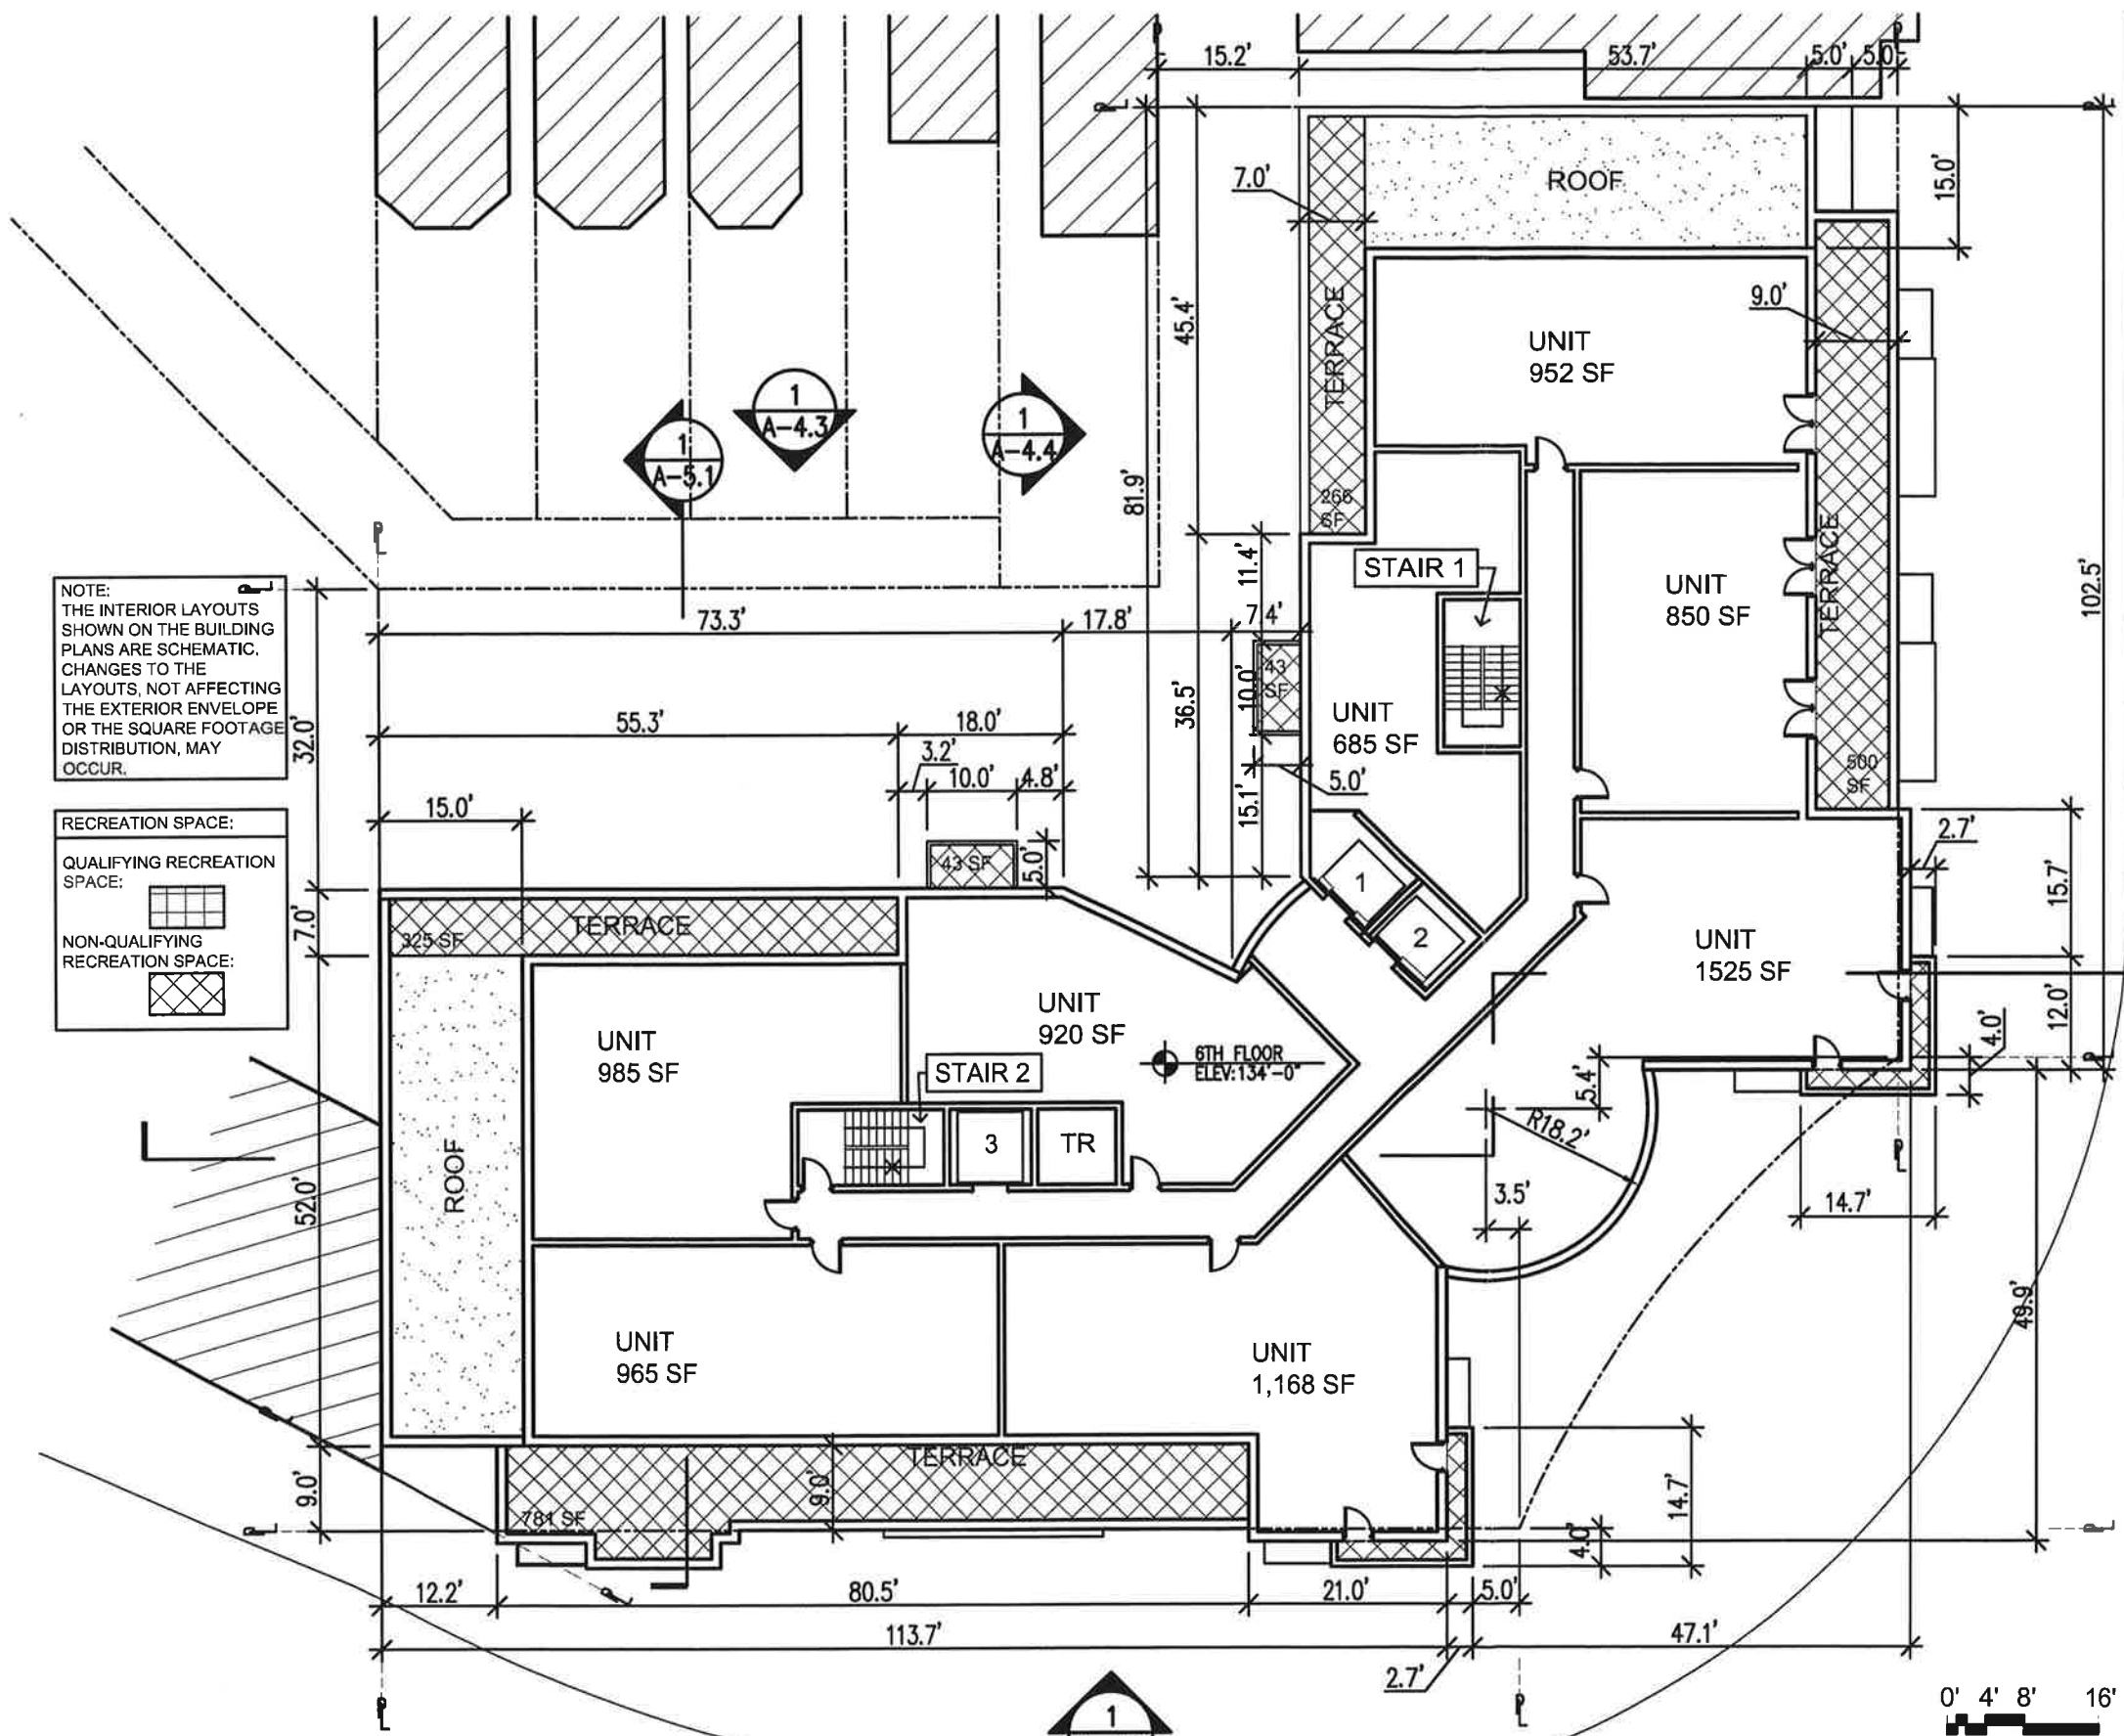 15.2'
53.7'
5.0'
5.0'
ROOF
15.0'
7.0'
TERRACE
9.0'
UNIT
952 SF
45.4'
1
A-4.3
1
A-4.4
1
A-5.1
81.9'
266
SF
TERRACE
102.5'
STAIR 1
11.4'
UNIT
850 SF
NOTE:
THE INTERIOR LAYOUTS
SHOWN ON THE BUILDING
PLANS ARE SCHEMATIC.
CHANGES TO THE
LAYOUTS, NOT AFFECTING
THE EXTERIOR ENVELOPE
OR THE SQUARE FOOTAGE
DISTRIBUTION, MAY
OCCUR.
73.3'
17.8'
7.4'
43
SF
10.0'
36.5'
UNIT
685 SF
32.0'
55.3'
18.0'
3.2'
10.0'
4.8'
5.0'
15.1'
500
SF
15.0'
RECREATION SPACE:
QUALIFYING RECREATION
SPACE:
NON-QUALIFYING
RECREATION SPACE:
43 SF
5.0'
2.7'
15.7'
1
2
7.0'
325 SF
TERRACE
UNIT
1525 SF
12.0'
4.0'
UNIT
985 SF
UNIT
920 SF
6TH FLOOR
ELEV:134'-0"
STAIR 2
5.4'
R18.2'
3
TR
ROOF
52.0'
3.5'
14.7'
49.9'
UNIT
965 SF
UNIT
1,168 SF
TERRACE
9.0'
9.0'
781 SF
14.7'
4.0'
12.2'
80.5'
21.0'
5.0'
113.7'
47.1'
2.7'
1
0' 4' 8' 16'